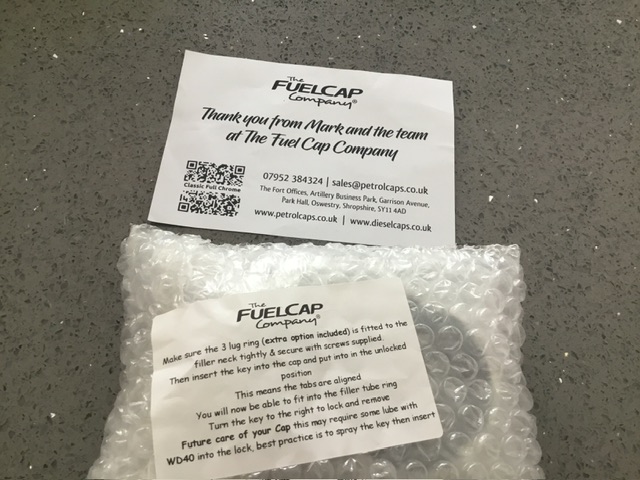 The
FUELCAP
Company®
Thank you from Mark and the team
at The Fuel Cap Company
Classic Full Chrome
07952 384324 | sales@petrolcaps.co.uk
The Fort Offices, Artillery Business Park, Garrison Avenue,
Park Hall, Oswestry, Shropshire, SY11 4AD
www.petrolcaps.co.uk | www.dieselcaps.co.uk
The
FUELCAP
Company®
Make sure the 3 lug ring (extra option included) is fitted to the
filler neck tightly & secure with screws supplied.
Then insert the key into the cap and put into in the unlocked
position
This means the tabs are aligned
You will now be able to fit into the filler tube ring
Turn the key to the right to lock and remove
Future care of your Cap this may require some lube with
WD40 into the lock, best practice is to spray the key then insert